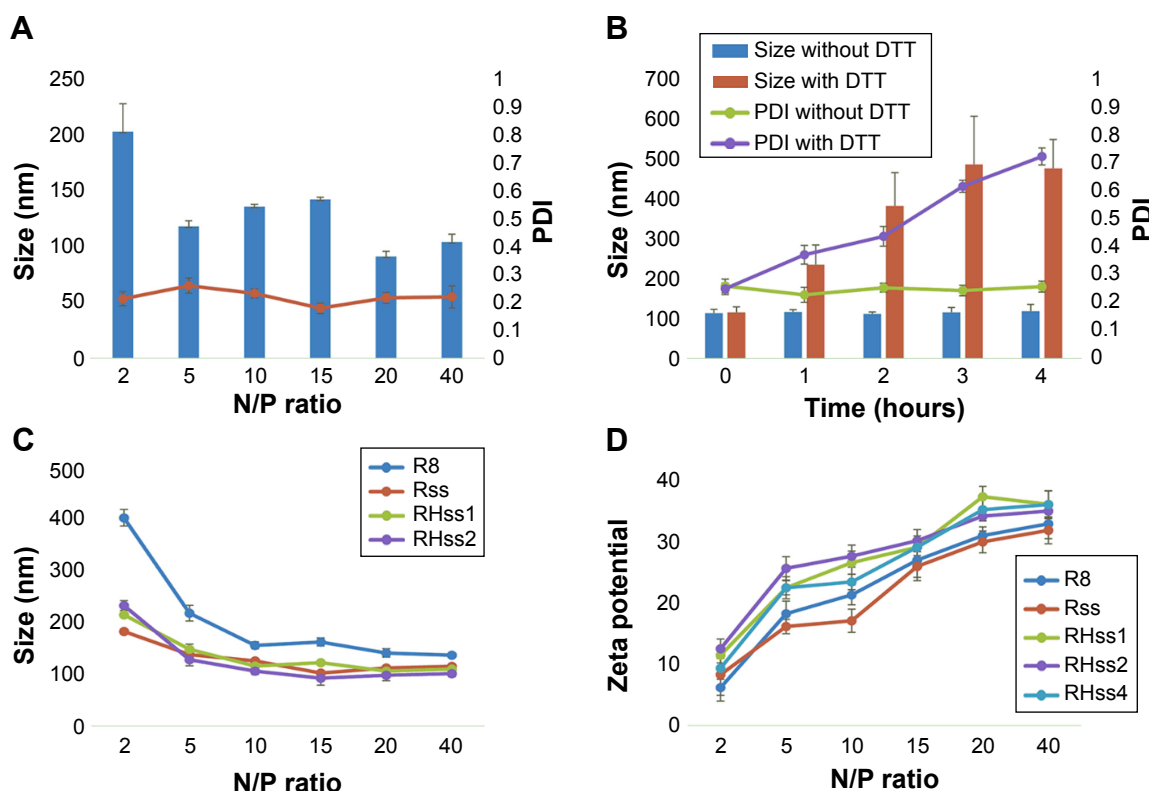 A
250
200
150
100
50
0
Size (nm)
1
0.9
0.8
0.7
0.6
0.5
0.4
0.3
0.2
0.1
0
PDI
2 5 10 15 20 40
N/P ratio
B
Size without DTT
Size with DTT
PDI without DTT
PDI with DTT
700
600
500
400
300
200
100
0
Size (nm)
1
0.9
0.8
0.7
0.6
0.5
0.4
0.3
0.2
0.1
0
PDI
0 1 2 3 4
Time (hours)
C
500
400
300
200
100
0
Size (nm)
R8
Rss
RHss1
RHss2
2 5 10 15 20 40
N/P ratio
D
40
30
20
10
0
Zeta potential
R8
Rss
RHss1
RHss2
RHss4
2 5 10 15 20 40
N/P ratio